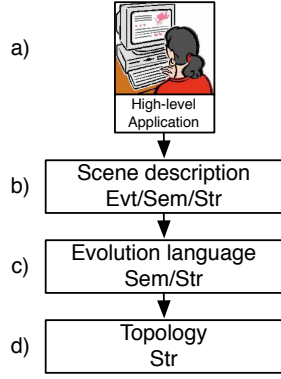 a)
High-level
Application
b)
Scene description
Evt/Sem/Str
c)
Evolution language
Sem/Str
d)
Topology
Str